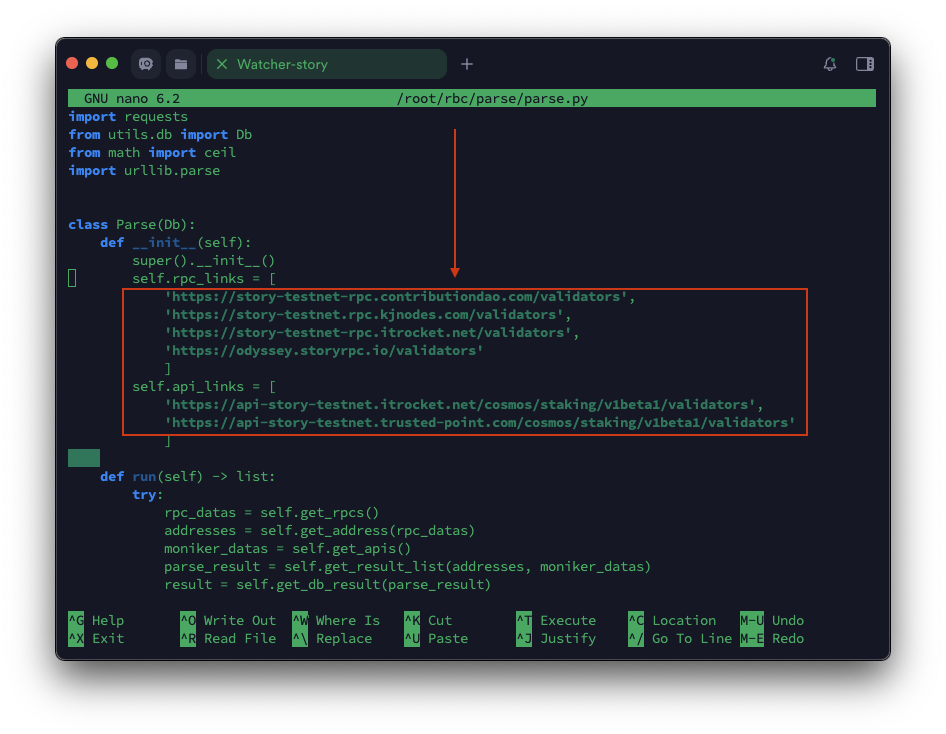 Watcher-story
GNU nano 6.2 /root/rbc/parse/parse.py
import requests
from utils.db import Db
from math import ceil
import urllib.parse
class Parse(Db):
    def __init__(self):
        super().__init__()
        self.rpc_links = [
            'https://story-testnet-rpc.contributiondao.com/validators',
            'https://story-testnet.rpc.kjnodes.com/validators',
            'https://story-testnet-rpc.itrocket.net/validators',
            'https://odyssey.storyrpc.io/validators'
            ]
        self.api_links = [
            'https://api-story-testnet.itrocket.net/cosmos/staking/v1beta1/validators',
            'https://api-story-testnet.trusted-point.com/cosmos/staking/v1beta1/validators'
            ]
    def run(self) -> list:
        try:
            rpc_datas = self.get_rpcs()
            addresses = self.get_address(rpc_datas)
            moniker_datas = self.get_apis()
            parse_result = self.get_result_list(addresses, moniker_datas)
            result = self.get_db_result(parse_result)
^G Help ^O Write Out ^W Where Is ^K Cut ^T Execute ^C Location M-U Undo
^X Exit ^R Read File ^\ Replace ^U Paste ^J Justify ^/ Go To Line M-E Redo